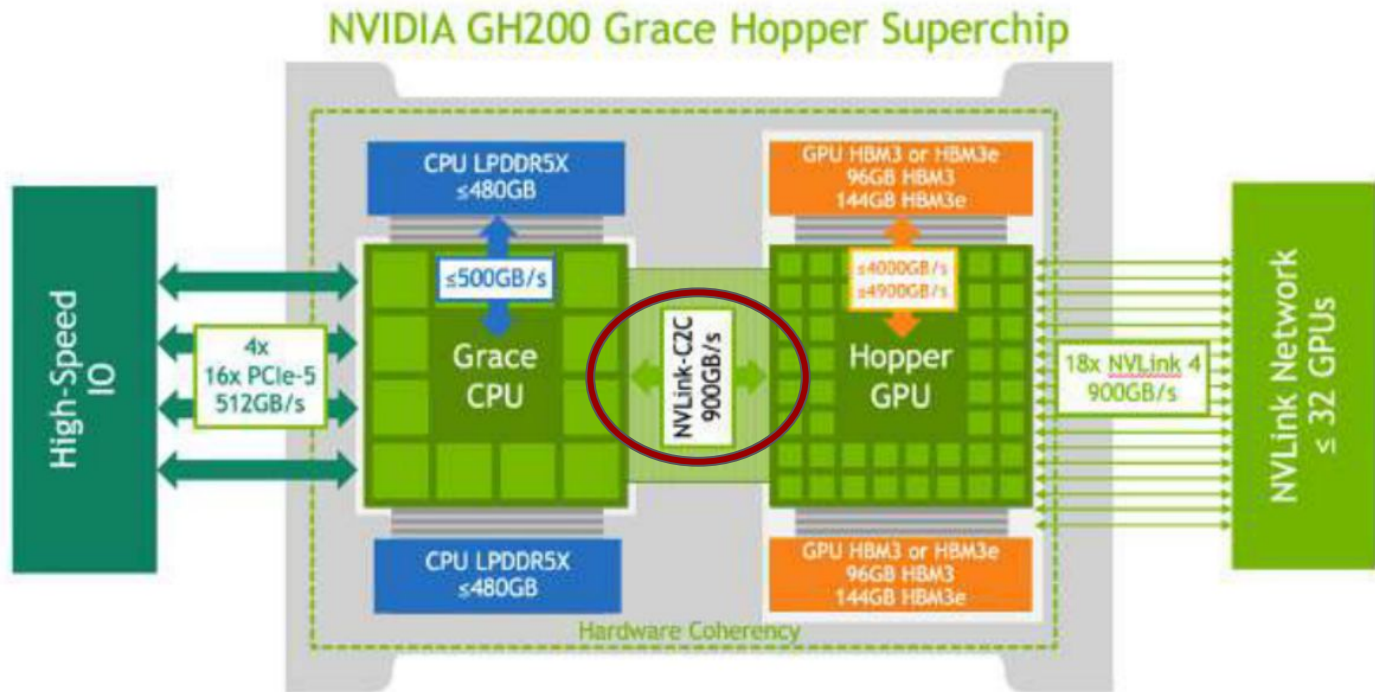 NVIDIA GH200 Grace Hopper Superchip
High-Speed
IO
4x
16x PCIe-5
512GB/s
CPU LPDDR5X
≤480GB
≤500GB/s
Grace
CPU
CPU LPDDR5X
≤480GB
NVLink-C2C
900GB/s
GPU HBM3 or HBM3e
96GB HBM3
144GB HBM3e
≤4000GB/s
≤4900GB/s
Hopper
GPU
GPU HBM3 or HBM3e
96GB HBM3
144GB HBM3e
18x NVLink 4
900GB/s
NVLink Network
≤ 32 GPUs
Hardware Coherency